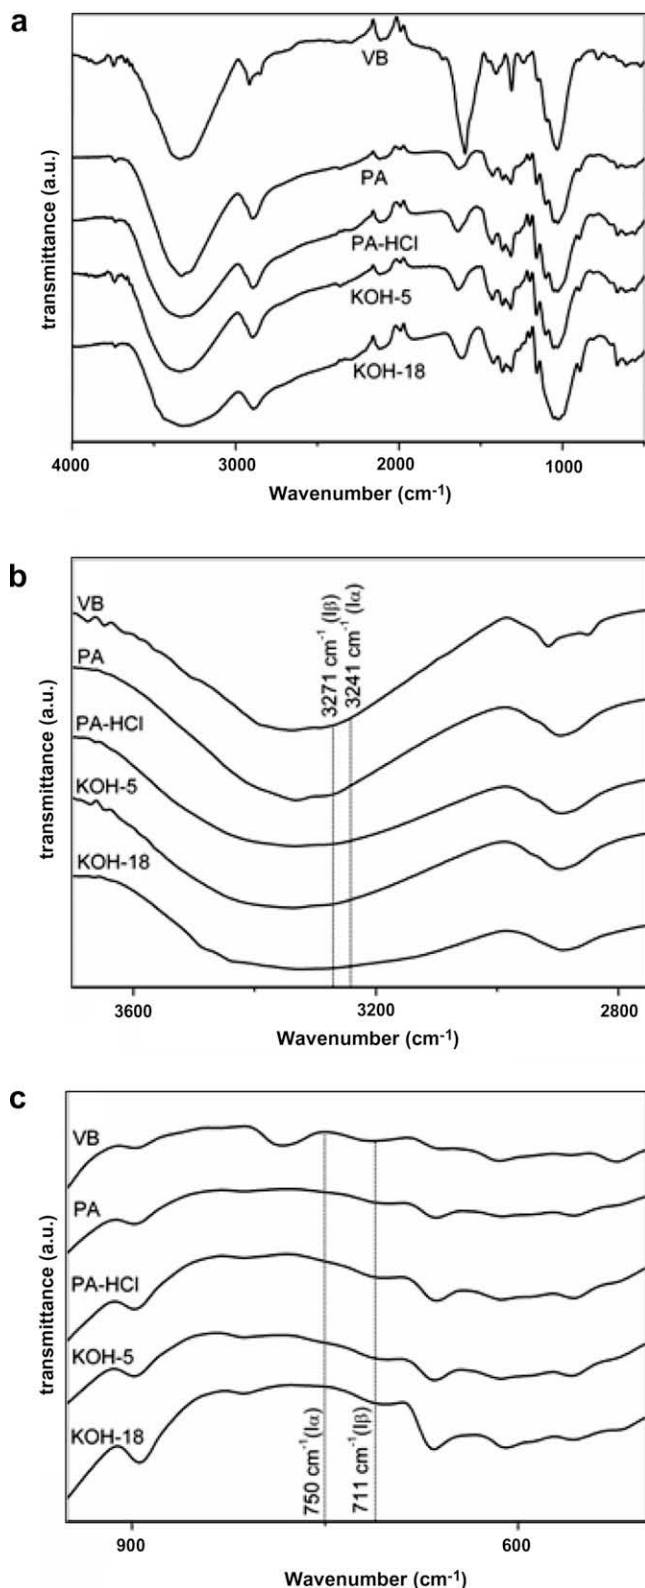 a
VB
PA
PA-HCl
KOH-5
KOH-18
transmittance (a.u.)
4000 3000 2000 1000
Wavenumber (cm-1)
b
VB
PA
PA-HCl
KOH-5
KOH-18
3271 cm-1 (Iβ)
3241 cm-1 (Iα)
transmittance (a.u.)
3600 3200 2800
Wavenumber (cm-1)
c
VB
PA
PA-HCl
KOH-5
KOH-18
750 cm-1(Iα)
711 cm-1(Iβ)
transmittance (a.u.)
900 600
Wavenumber (cm-1)